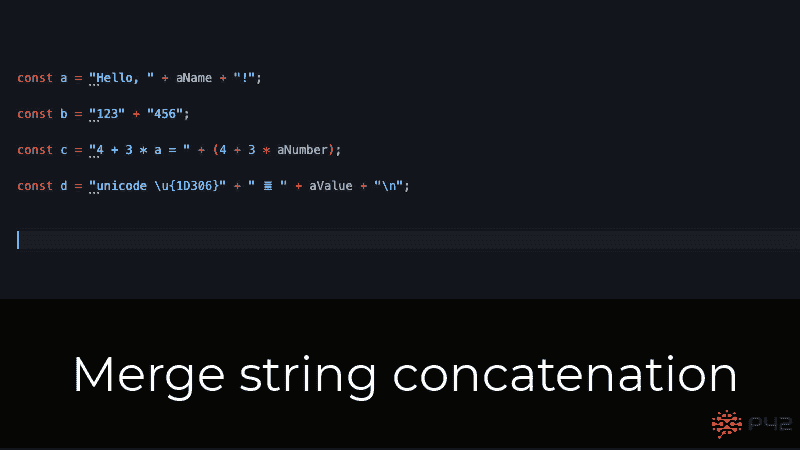 const a = "Hello, " + aName + "!";
const b = "123" + "456";
const c = "4 + 3 * a = " + (4 + 3 * aNumber);
const d = "unicode \u{1D306}" + " 𝌆 " + aValue + "\n";
Merge string concatenation
P42